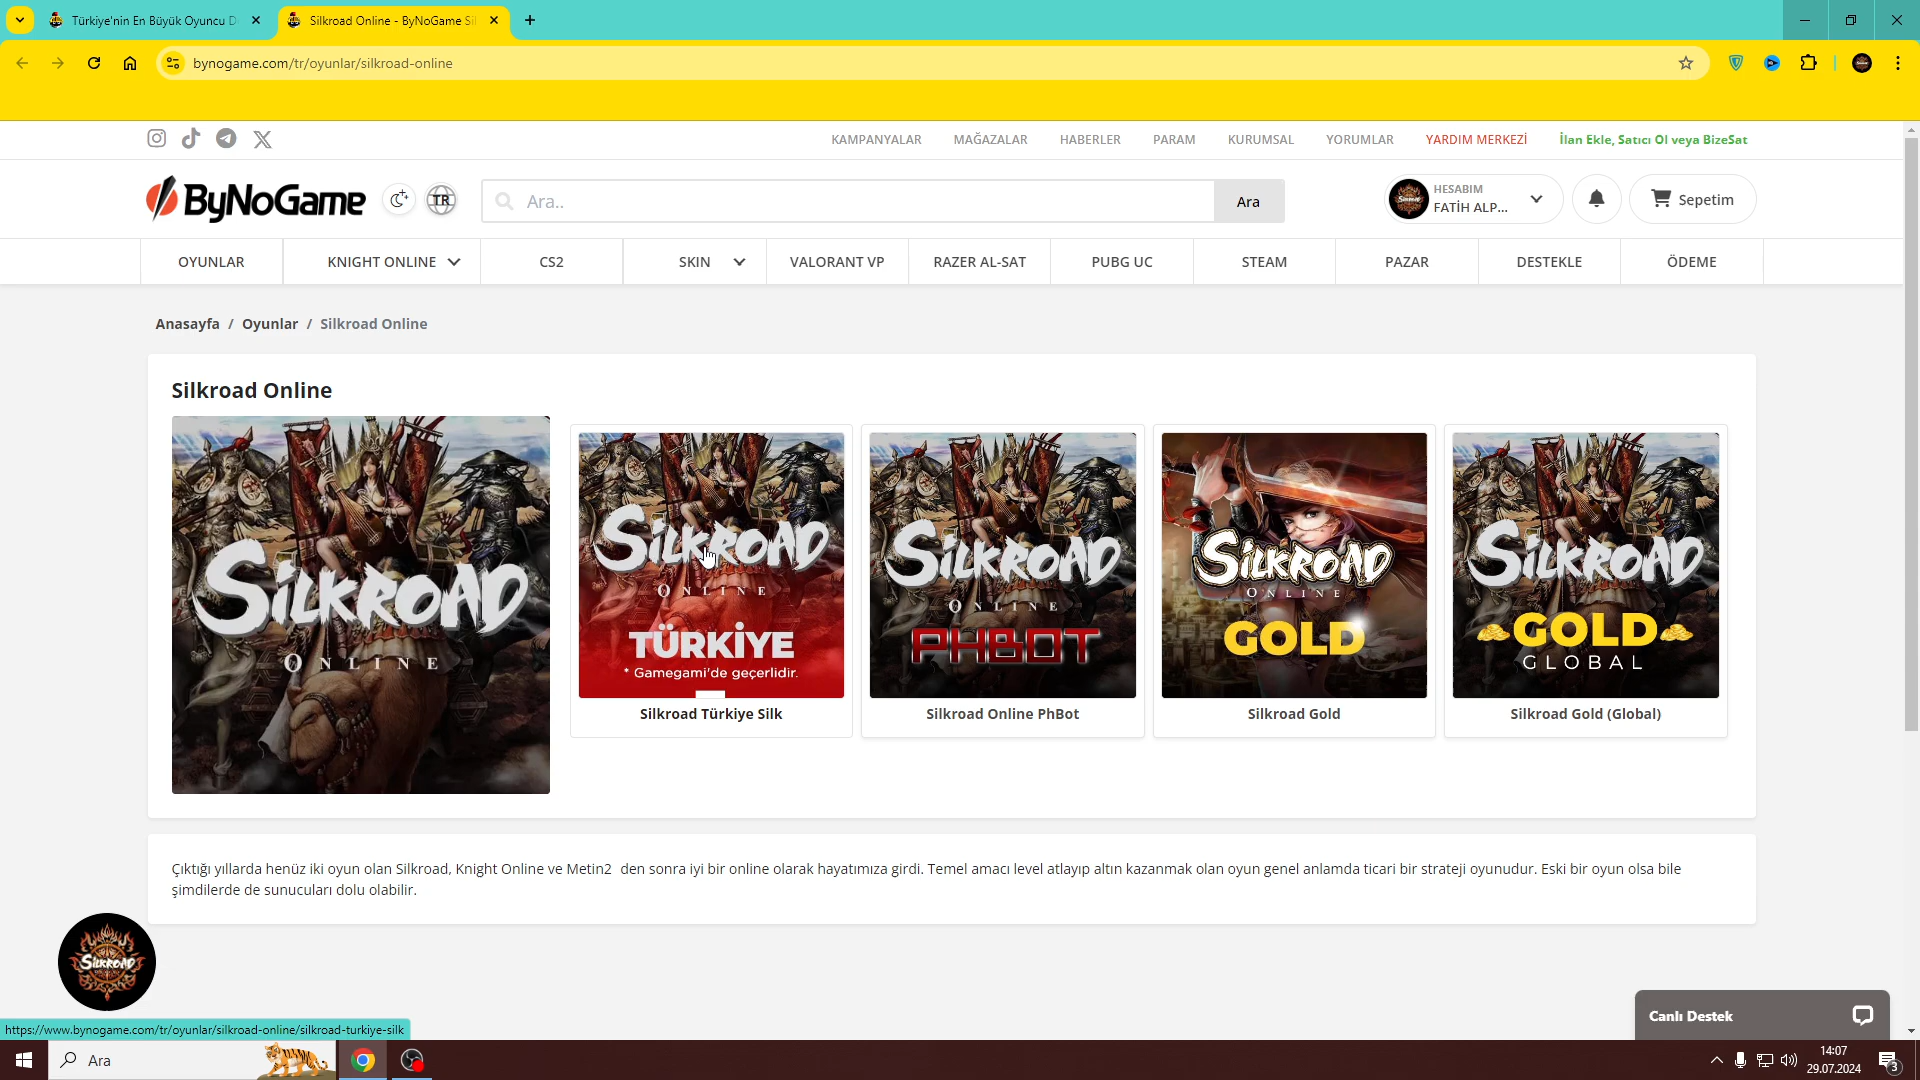 Türkiye'nin En Büyük Oyuncu D
Silkroad Online - ByNoGame Sil
bynogame.com/tr/oyunlar/silkroad-online
KAMPANYALAR
MAĞAZALAR
HABERLER
PARAM
KURUMSAL
YORUMLAR
YARDIM MERKEZİ
İlan Ekle, Satıcı Ol veya BizeSat
ByNoGame
TR
Ara..
Ara
HESABIM
FATİH ALP...
Sepetim
OYUNLAR
KNIGHT ONLINE
CS2
SKIN
VALORANT VP
RAZER AL-SAT
PUBG UC
STEAM
PAZAR
DESTEKLE
ÖDEME
Anasayfa / Oyunlar / Silkroad Online
Silkroad Online
SILKROAD
ONLINE
SILKROAD
ONLINE
TÜRKİYE
* Gamegami'de geçerlidir.
Silkroad Türkiye Silk
SILKROAD
ONLINE
PHBOT
Silkroad Online PhBot
SILKROAD
ONLINE
GOLD
Silkroad Gold
SILKROAD
GOLD
GLOBAL
Silkroad Gold (Global)
Çıktığı yıllarda henüz iki oyun olan Silkroad, Knight Online ve Metin2 den sonra iyi bir online olarak hayatımıza girdi. Temel amacı level atlayıp altın kazanmak olan oyun genel anlamda ticari bir strateji oyunudur. Eski bir oyun olsa bile
şimdilerde de sunucuları dolu olabilir.
SILKROAD
Canlı Destek
https://www.bynogame.com/tr/oyunlar/silkroad-online/silkroad-turkiye-silk
Ara
14:07
29.07.2024
3